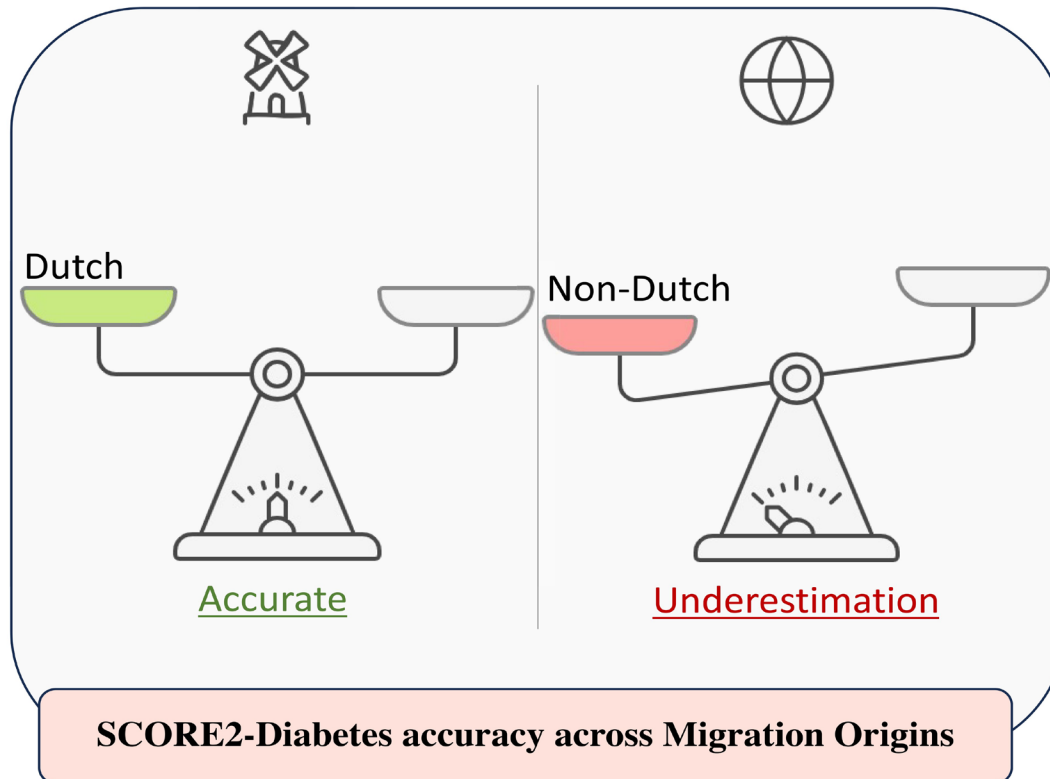 Dutch
Non-Dutch
Accurate
Underestimation
SCORE2-Diabetes accuracy across Migration Origins